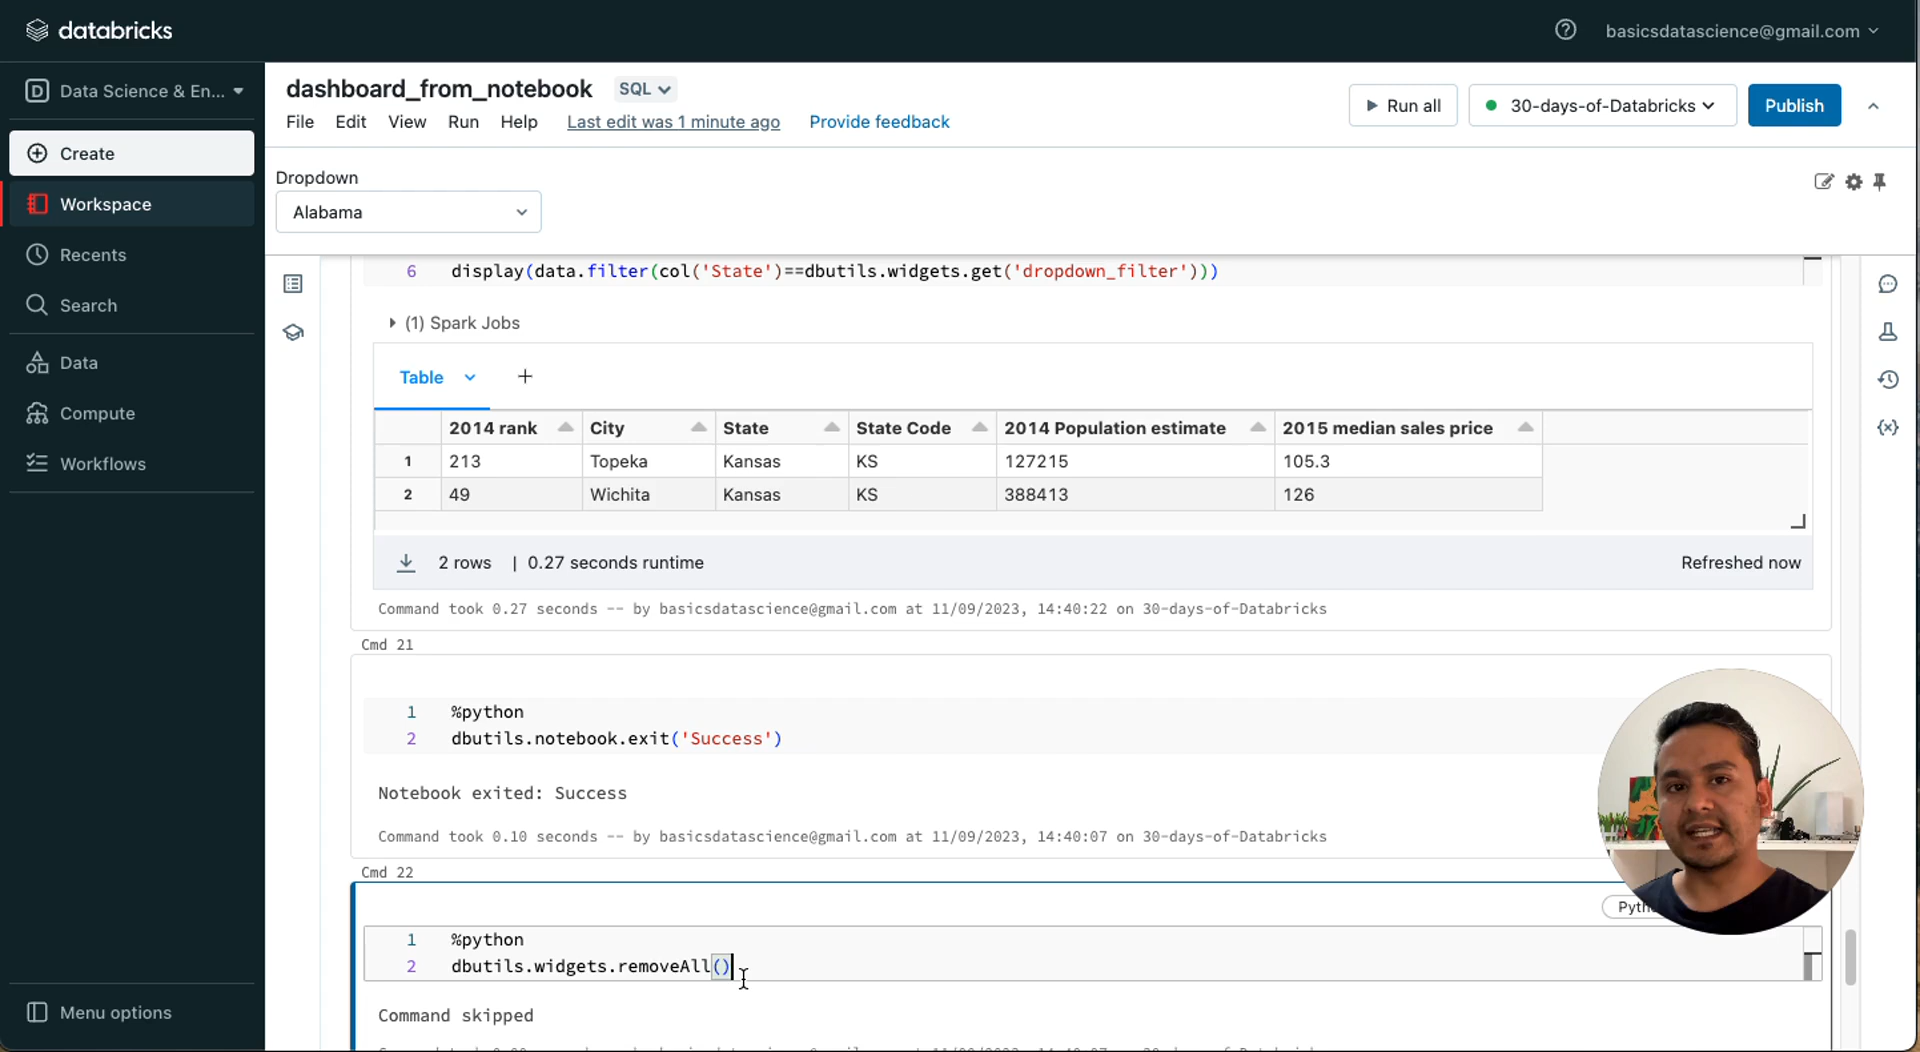 databricks
basicsdatascience@gmail.com
Data Science & En...
Create
Workspace
Recents
Search
Data
Compute
Workflows
Menu options
dashboard_from_notebook SQL
File Edit View Run Help Last edit was 1 minute ago Provide feedback
Run all 30-days-of-Databricks Publish
Dropdown
Alabama
6 display(data.filter(col('State')==dbutils.widgets.get('dropdown_filter')))
(1) Spark Jobs
Table +
2014 rank City State State Code 2014 Population estimate 2015 median sales price
1 213 Topeka Kansas KS 127215 105.3
2 49 Wichita Kansas KS 388413 126
2 rows | 0.27 seconds runtime Refreshed now
Command took 0.27 seconds -- by basicsdatascience@gmail.com at 11/09/2023, 14:40:22 on 30-days-of-Databricks
Cmd 21
1 %python
2 dbutils.notebook.exit('Success')
Notebook exited: Success
Command took 0.10 seconds -- by basicsdatascience@gmail.com at 11/09/2023, 14:40:07 on 30-days-of-Databricks
Cmd 22
1 %python
2 dbutils.widgets.removeAll()
Command skipped